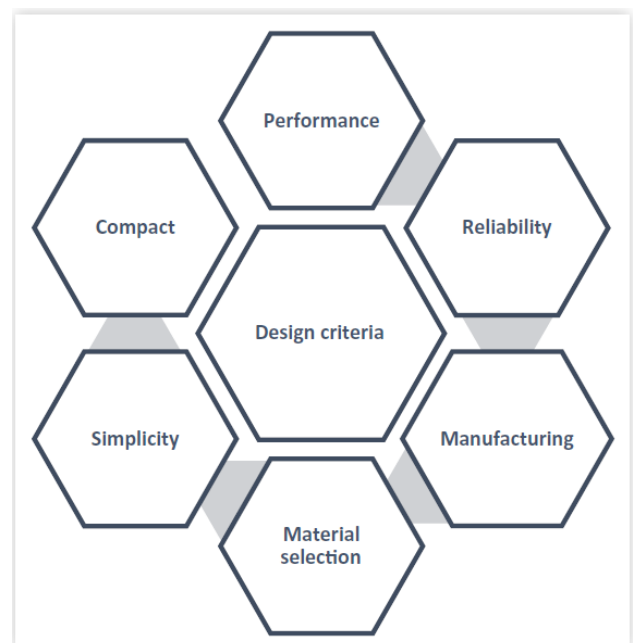 Performance
Compact
Reliability
Design criteria
Simplicity
Manufacturing
Material
selection